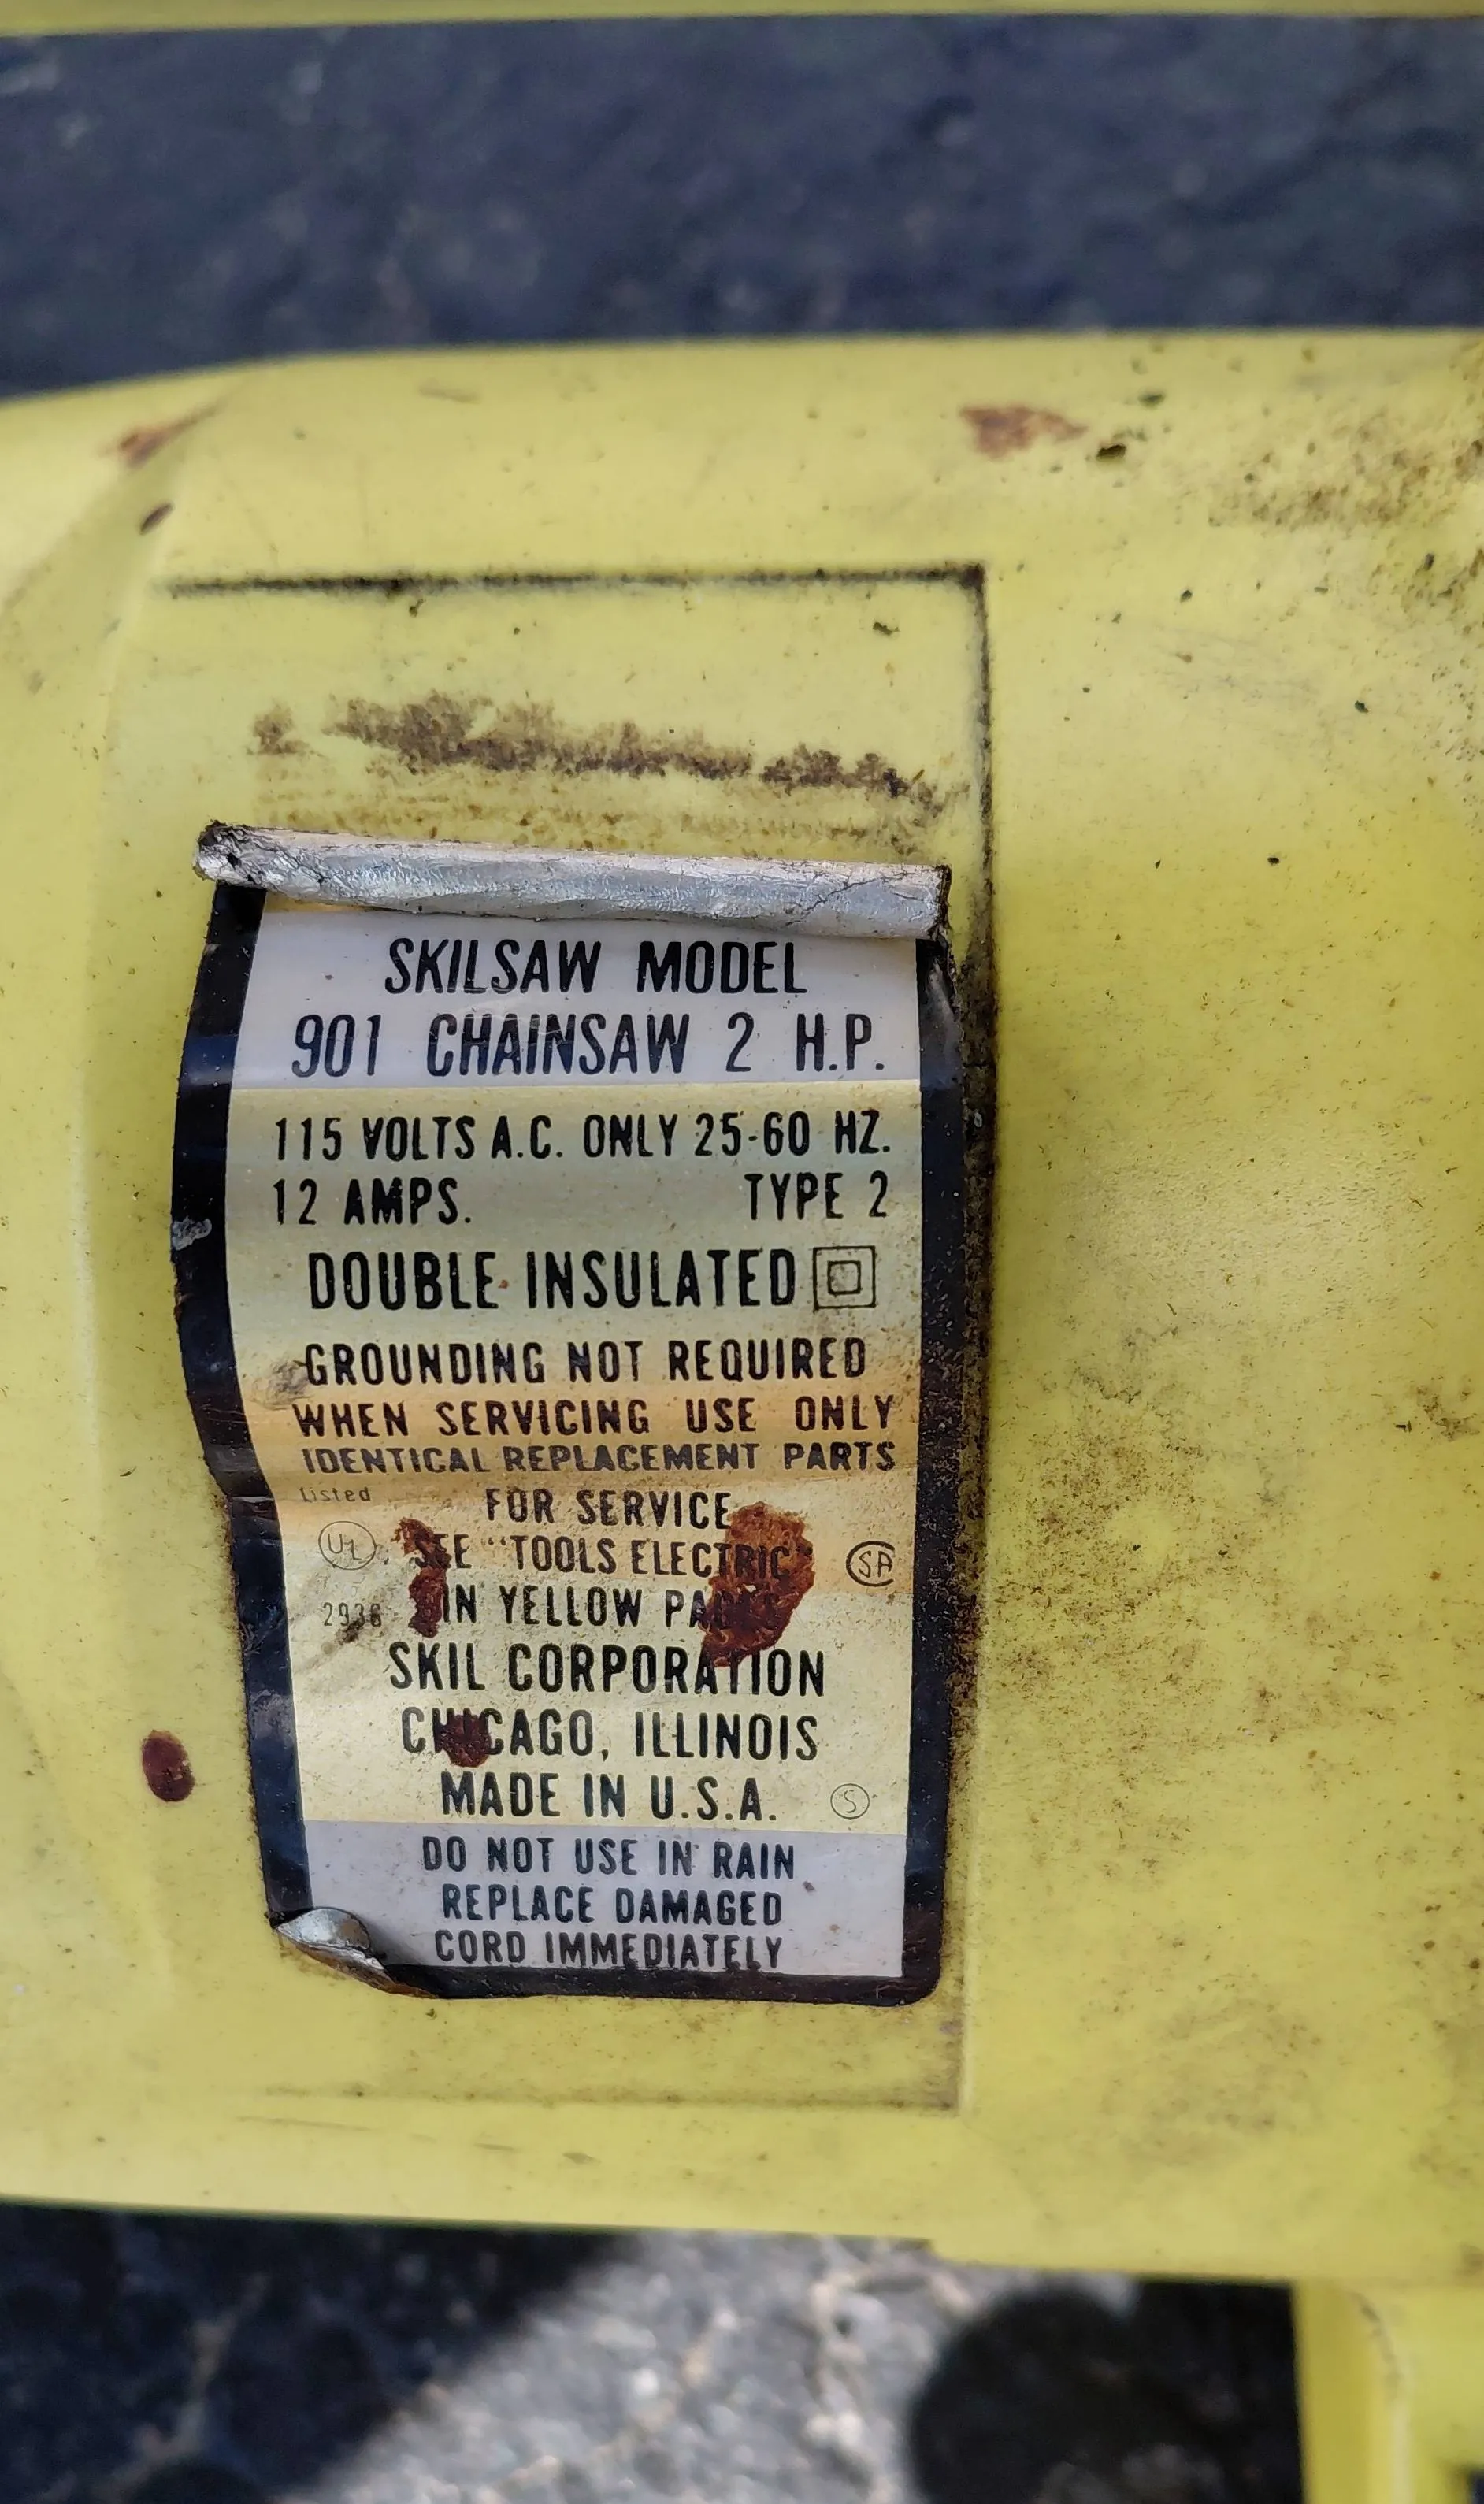 SKILSAW MODEL
901 CHAINSAW 2 H.P.
115 VOLTS A.C. ONLY 25-60 HZ.
12 AMPS. TYPE 2
DOUBLE INSULATED
GROUNDING NOT REQUIRED
WHEN SERVICING USE ONLY
IDENTICAL REPLACEMENT PARTS
Listed FOR SERVICE
UL SEE "TOOLS ELECTRIC" SA
IN YELLOW
SKIL CORPORATION
CHICAGO, ILLINOIS
MADE IN U.S.A. S
DO NOT USE IN RAIN
REPLACE DAMAGED
CORD IMMEDIATELY